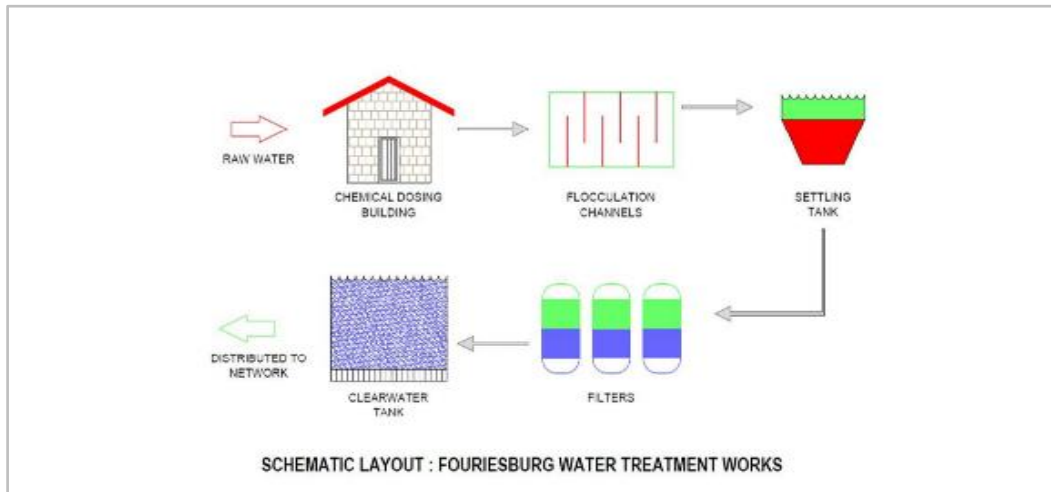 RAW WATER
CHEMICAL DOSING
BUILDING
FLOCCULATION
CHANNELS
SETTLING
TANK
DISTRIBUTED TO
NETWORK
CLEARWATER
TANK
FILTERS
SCHEMATIC LAYOUT : FOURIESBURG WATER TREATMENT WORKS